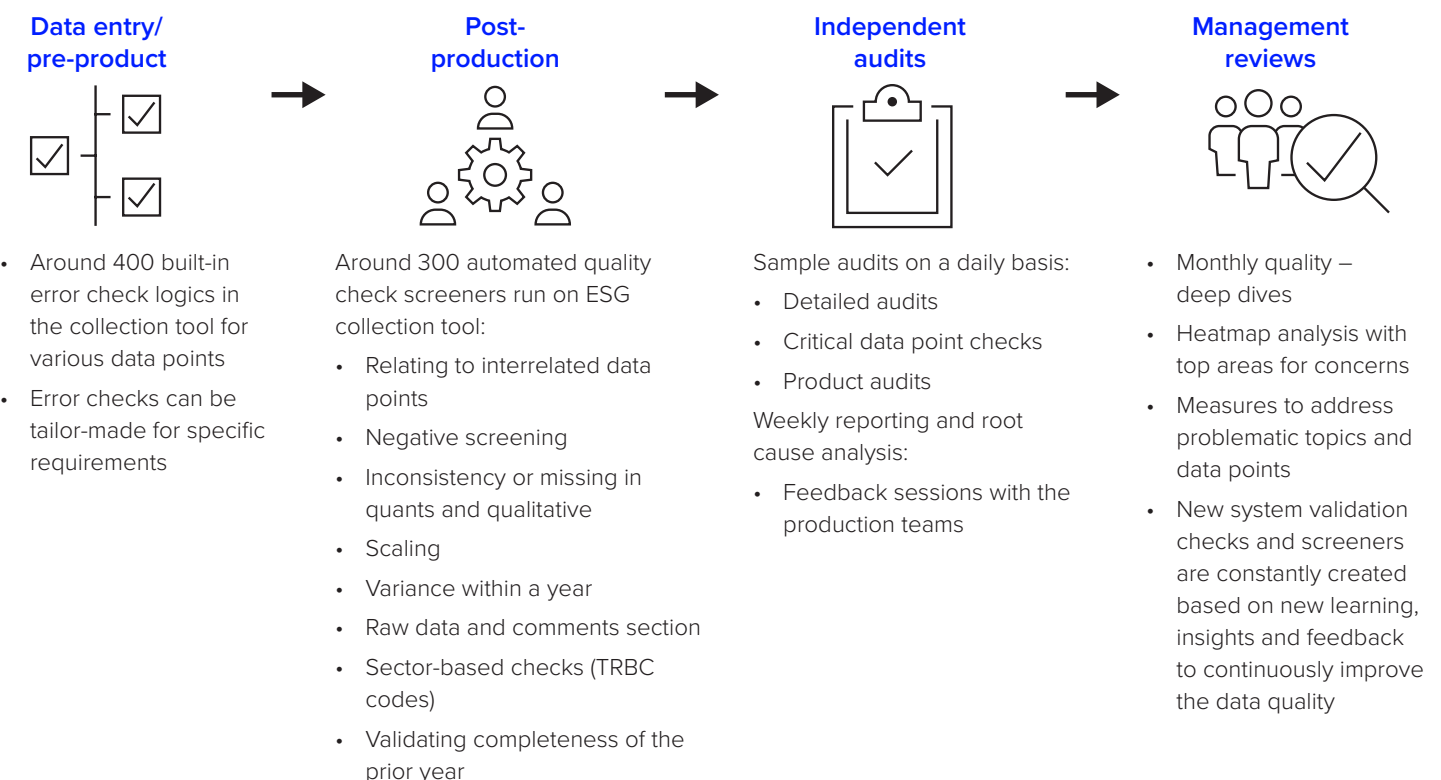 Data entry/
pre-product
Post-
production
Independent
audits
Management
reviews
• Around 400 built-in
error check logics in
the collection tool for
various data points
• Error checks can be
tailor-made for specific
requirements
Around 300 automated quality
check screeners run on ESG
collection tool:
• Relating to interrelated data
points
• Negative screening
• Inconsistency or missing in
quants and qualitative
• Scaling
• Variance within a year
• Raw data and comments section
• Sector-based checks (TRBC
codes)
• Validating completeness of the
prior year
Sample audits on a daily basis:
• Detailed audits
• Critical data point checks
• Product audits
Weekly reporting and root
cause analysis:
• Feedback sessions with the
production teams
• Monthly quality –
deep dives
• Heatmap analysis with
top areas for concerns
• Measures to address
problematic topics and
data points
• New system validation
checks and screeners
are constantly created
based on new learning,
insights and feedback
to continuously improve
the data quality